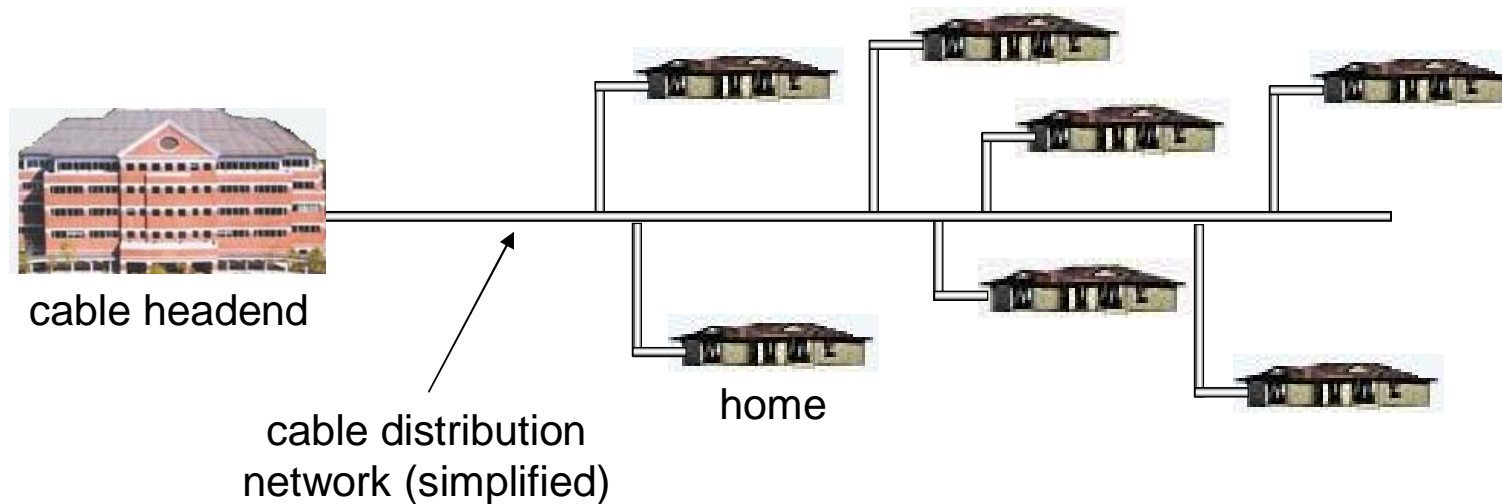 cable headend
home
cable distribution
network (simplified)